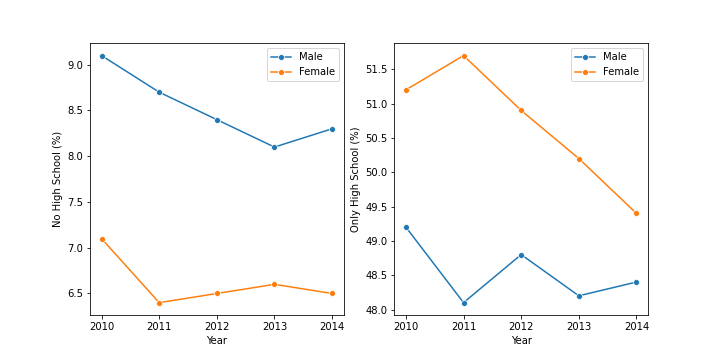 No High School (%)
9.0
8.5
8.0
7.5
7.0
6.5
2010 2011 2012 2013 2014
Year
Male
Female
Only High School (%)
51.5
51.0
50.5
50.0
49.5
49.0
48.5
48.0
2010 2011 2012 2013 2014
Year
Male
Female